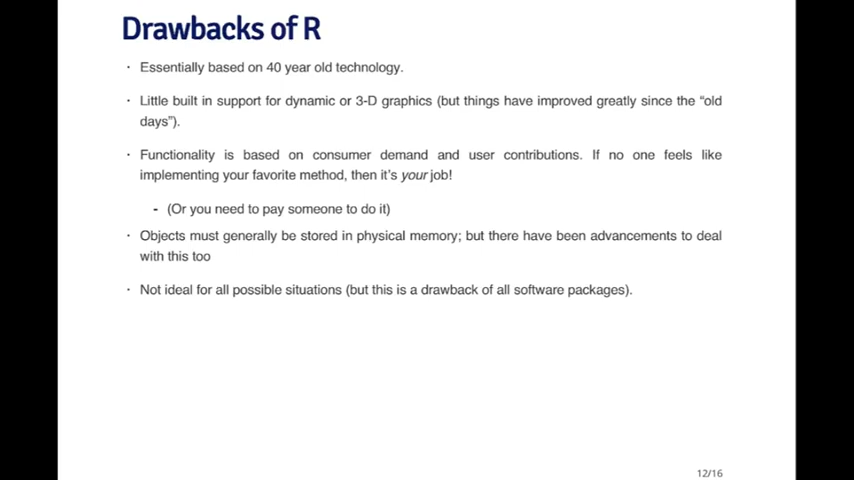 Drawbacks of R
· Essentially based on 40 year old technology.
· Little built in support for dynamic or 3-D graphics (but things have improved greatly since the “old
days”).
· Functionality is based on consumer demand and user contributions. If no one feels like
implementing your favorite method, then it’s your job!
- (Or you need to pay someone to do it)
· Objects must generally be stored in physical memory; but there have been advancements to deal
with this too
· Not ideal for all possible situations (but this is a drawback of all software packages).
12/16